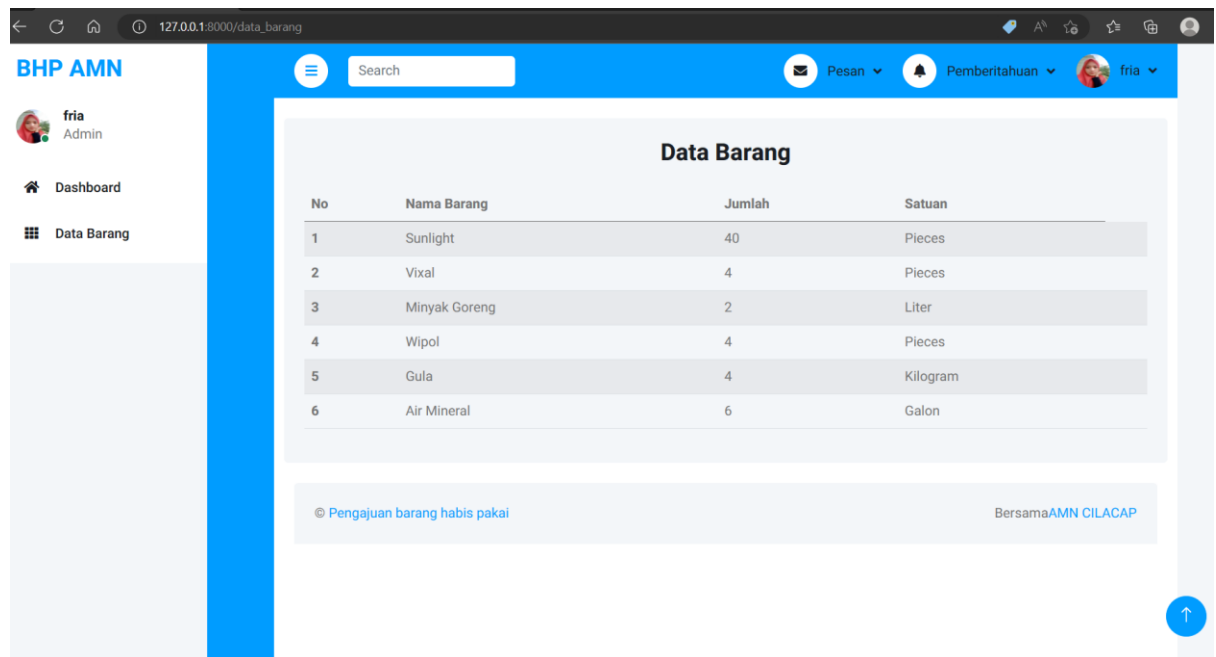 127.0.0.1:8000/data_barang
BHP AMN
Search
Pesan
Pemberitahuan
fria
fria
Admin
Dashboard
Data Barang
Data Barang
No Nama Barang Jumlah Satuan
1 Sunlight 40 Pieces
2 Vixal 4 Pieces
3 Minyak Goreng 2 Liter
4 Wipol 4 Pieces
5 Gula 4 Kilogram
6 Air Mineral 6 Galon
© Pengajuan barang habis pakai
BersamaAMN CILACAP